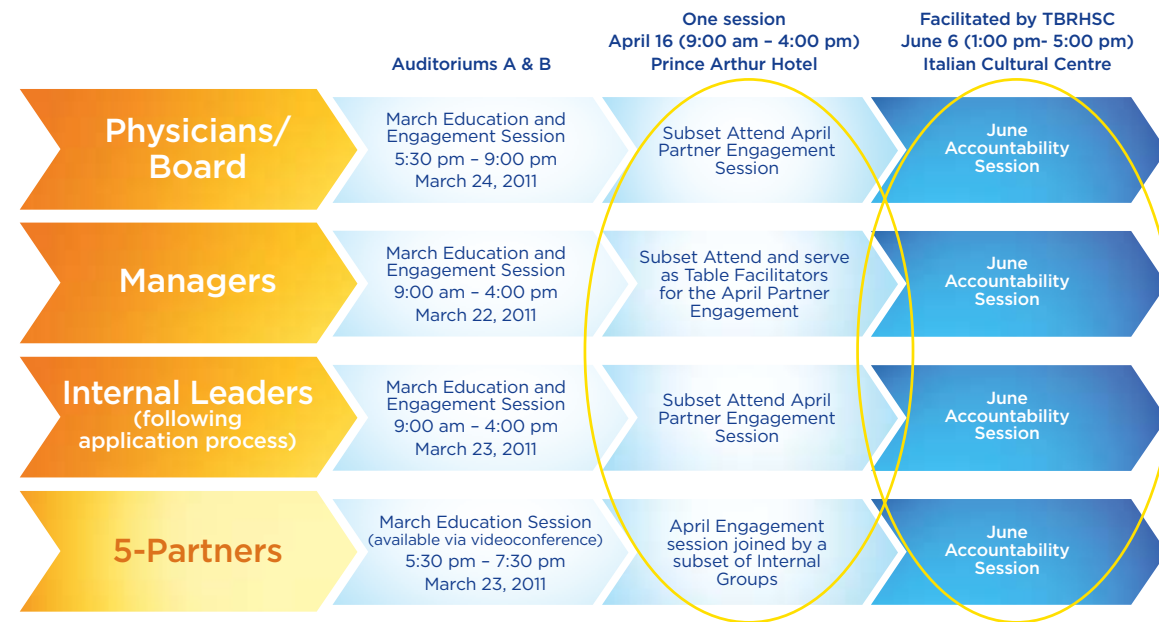 Auditoriums A & B
One session
April 16 (9:00 am – 4:00 pm)
Prince Arthur Hotel
Facilitated by TBRHSC
June 6 (1:00 pm- 5:00 pm)
Italian Cultural Centre
Physicians/
Board
March Education and
Engagement Session
5:30 pm – 9:00 pm
March 24, 2011
Subset Attend April
Partner Engagement
Session
June
Accountability
Session
Managers
March Education and
Engagement Session
9:00 am – 4:00 pm
March 22, 2011
Subset Attend and serve
as Table Facilitators
for the April Partner
Engagement
June
Accountability
Session
Internal Leaders
(following
application process)
March Education and
Engagement Session
9:00 am – 4:00 pm
March 23, 2011
Subset Attend April
Partner Engagement
Session
June
Accountability
Session
5-Partners
March Education Session
(available via videoconference)
5:30 pm – 7:30 pm
March 23, 2011
April Engagement
session joined by a
subset of Internal
Groups
June
Accountability
Session